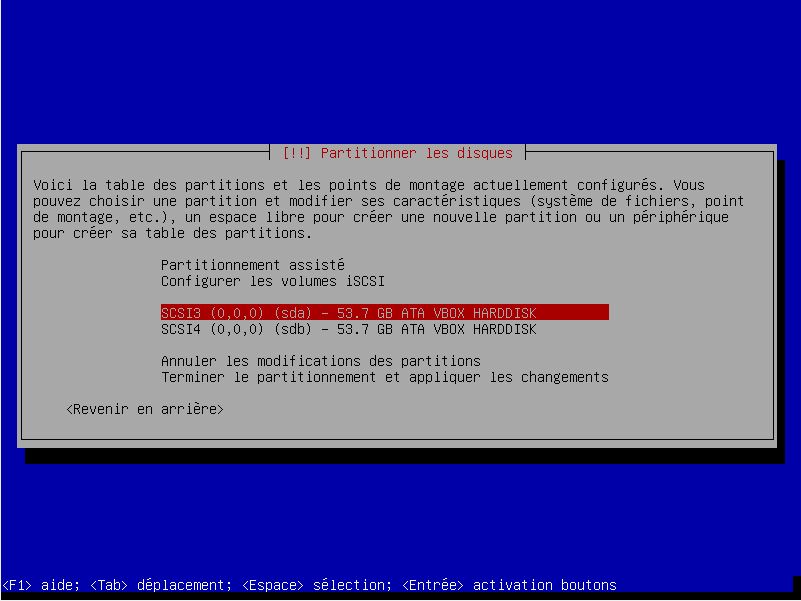 [!!] Partitionner les disques
Voici la table des partitions et les points de montage actuellement configurés. Vous
pouvez choisir une partition et modifier ses caractéristiques (système de fichiers, point
de montage, etc.), un espace libre pour créer une nouvelle partition ou un périphérique
pour créer sa table des partitions.
Partitionnement assisté
Configurer les volumes iSCSI
SCSI3 (0,0,0) (sda) - 53.7 GB ATA VBOX HARDDISK
SCSI4 (0,0,0) (sdb) - 53.7 GB ATA VBOX HARDDISK
Annuler les modifications des partitions
Terminer le partitionnement et appliquer les changements
<Revenir en arrière>
<F1> aide; <Tab> déplacement; <Espace> sélection; <Entrée> activation boutons